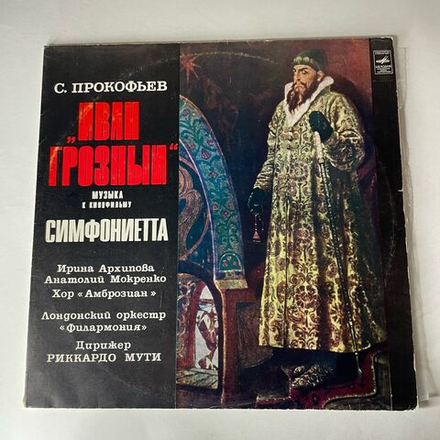 С. ПРОКОФЬЕВ
„ИВАН
ГРОЗНЫЙ“
МУЗЫКА
К КИНОФИЛЬМУ
СИМФОНИЕТТА
Ирина Архипова
Анатолий Мокренко
Хор «Амброзиан»
Лондонский оркестр
«Филармония»
Дирижер
РИККАРДО МУТИ